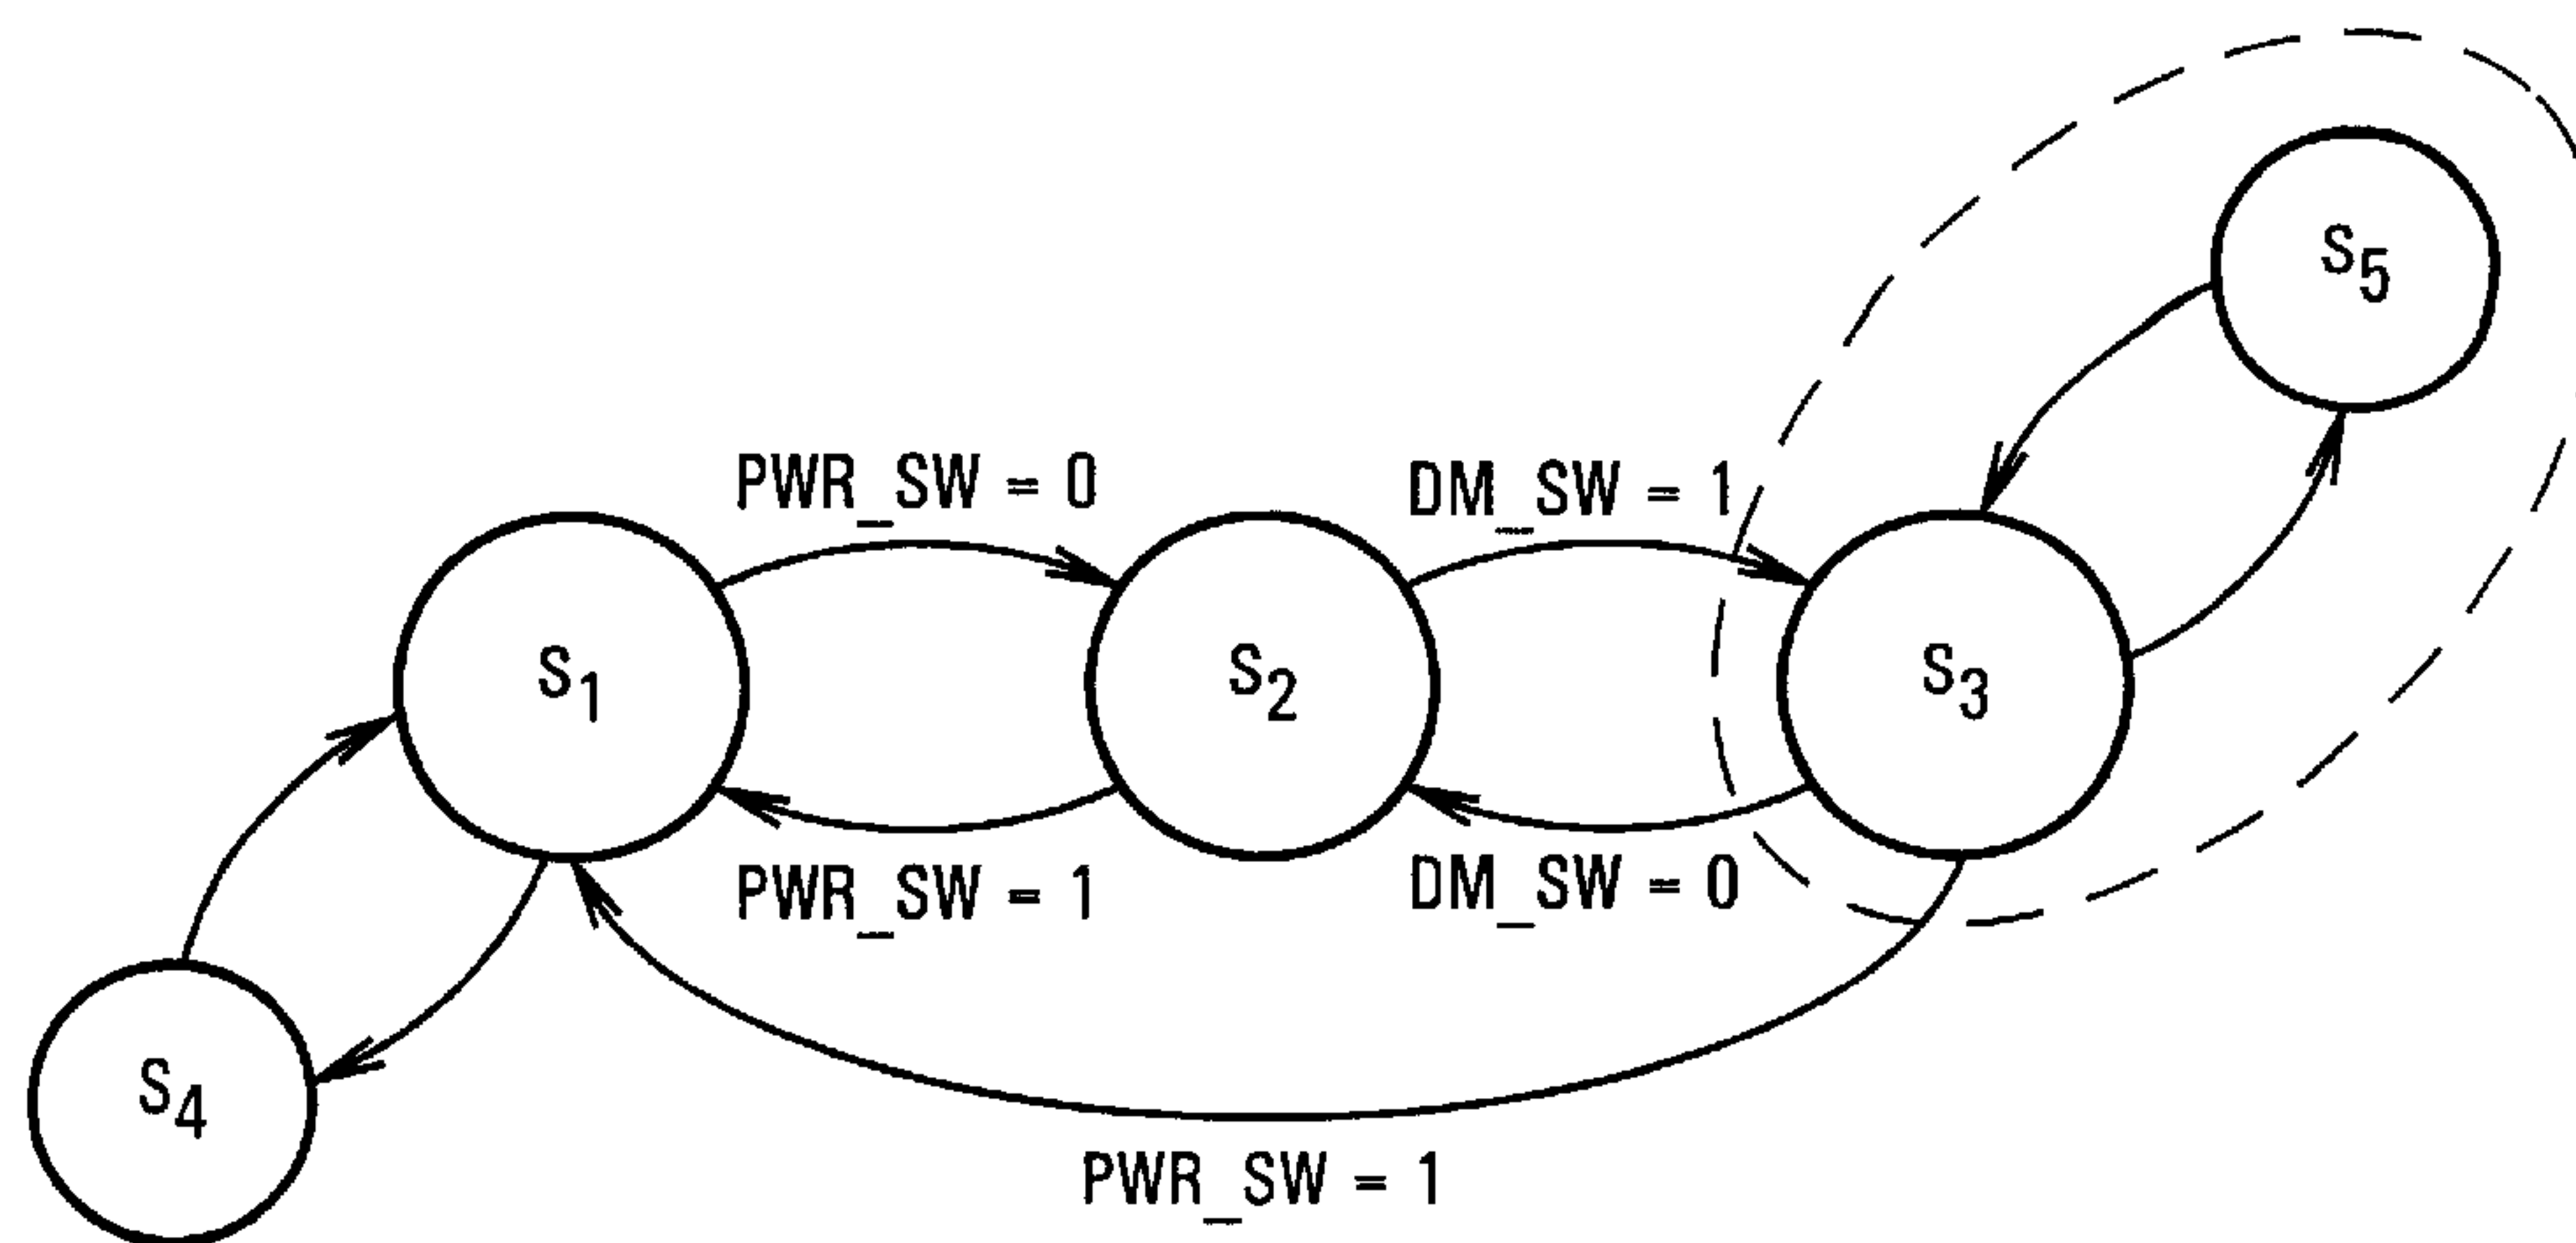 S5
PWR_SW = 0
DM_SW = 1
S1
S2
S3
PWR_SW = 1
DM_SW = 0
S4
PWR_SW = 1